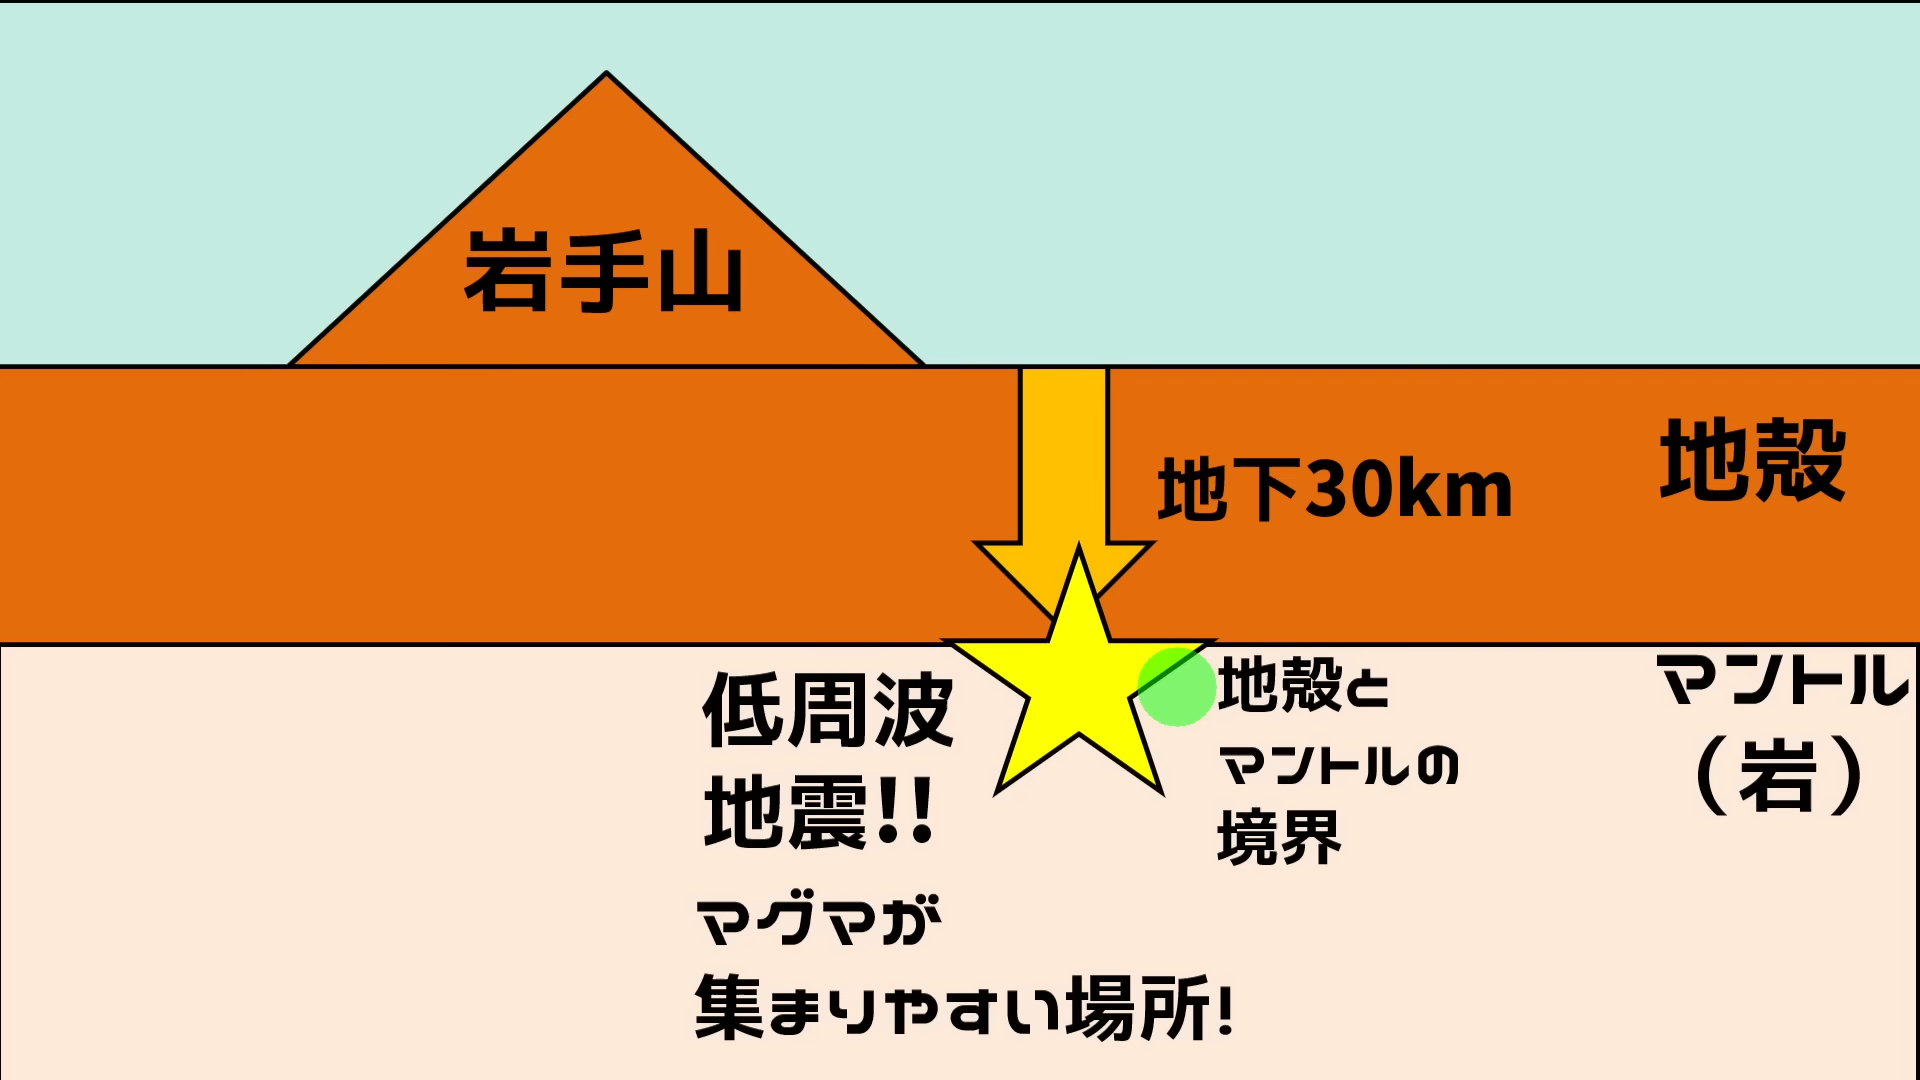 岩手山
地下30km
地殻
低周波
地震!!
マグマが
集まりやすい場所!
地殻と
マントルの
境界
マントル
（岩）